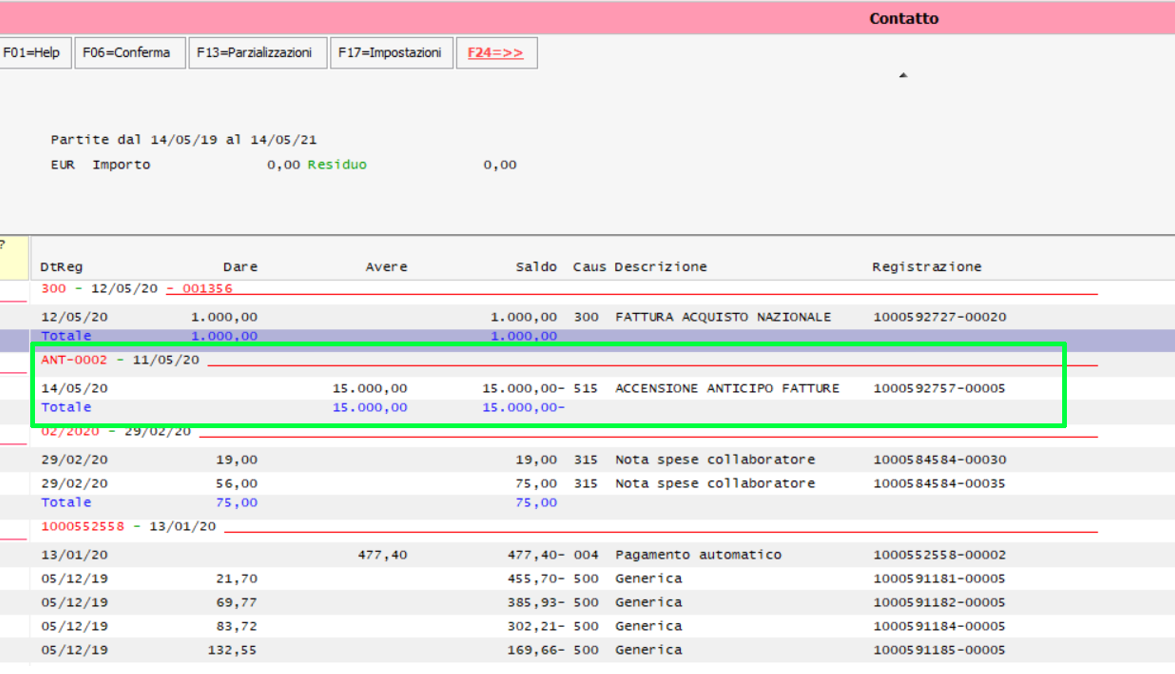 Contatto
F01=Help F06=Conferma F13=Parzializzazioni F17=Impostazioni F24=>>
Partite dal 14/05/19 al 14/05/21
EUR Importo 0,00 Residuo 0,00
?
DtReg Dare Avere Saldo Caus Descrizione Registrazione
300 - 12/05/20 - 001356
12/05/20 1.000,00 1.000,00 300 FATTURA ACQUISTO NAZIONALE 1000592727-00020
Totale 1.000,00 1.000,00
ANT-0002 - 11/05/20
14/05/20 15.000,00 15.000,00- 515 ACCENSIONE ANTICIPO FATTURE 1000592757-00005
Totale 15.000,00 15.000,00-
02/2020 - 29/02/20
29/02/20 19,00 19,00 315 Nota spese collaboratore 1000584584-00030
29/02/20 56,00 75,00 315 Nota spese collaboratore 1000584584-00035
Totale 75,00 75,00
1000552558 - 13/01/20
13/01/20 477,40 477,40- 004 Pagamento automatico 1000552558-00002
05/12/19 21,70 455,70- 500 Generica 1000591181-00005
05/12/19 69,77 385,93- 500 Generica 1000591182-00005
05/12/19 83,72 302,21- 500 Generica 1000591184-00005
05/12/19 132,55 169,66- 500 Generica 1000591185-00005